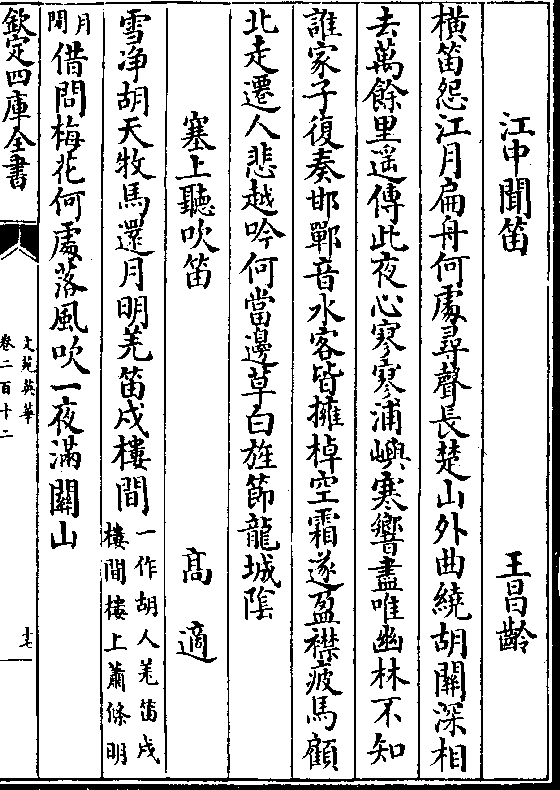 江中聞笛　王昌齡
橫笛怨江月扁舟何處尋聲長楚山外曲繞胡關深相
去萬餘里遥傳此夜心寥寥浦嶼寒響盡唯幽林不知
誰家子復奏邯鄲音水客皆擁棹空霜遂盈襟疲馬顧
北走遷人悲越吟何當邊草白旌節龍城陰
塞上聽吹笛　高適
雪净胡天牧馬還月明羌笛戍樓間一作胡人羌笛戍
樓間樓上蕭條明
月
閒借問梅花何處落風吹一夜滿關山
欽定四庫全書
文苑英華
卷二百十二
十七